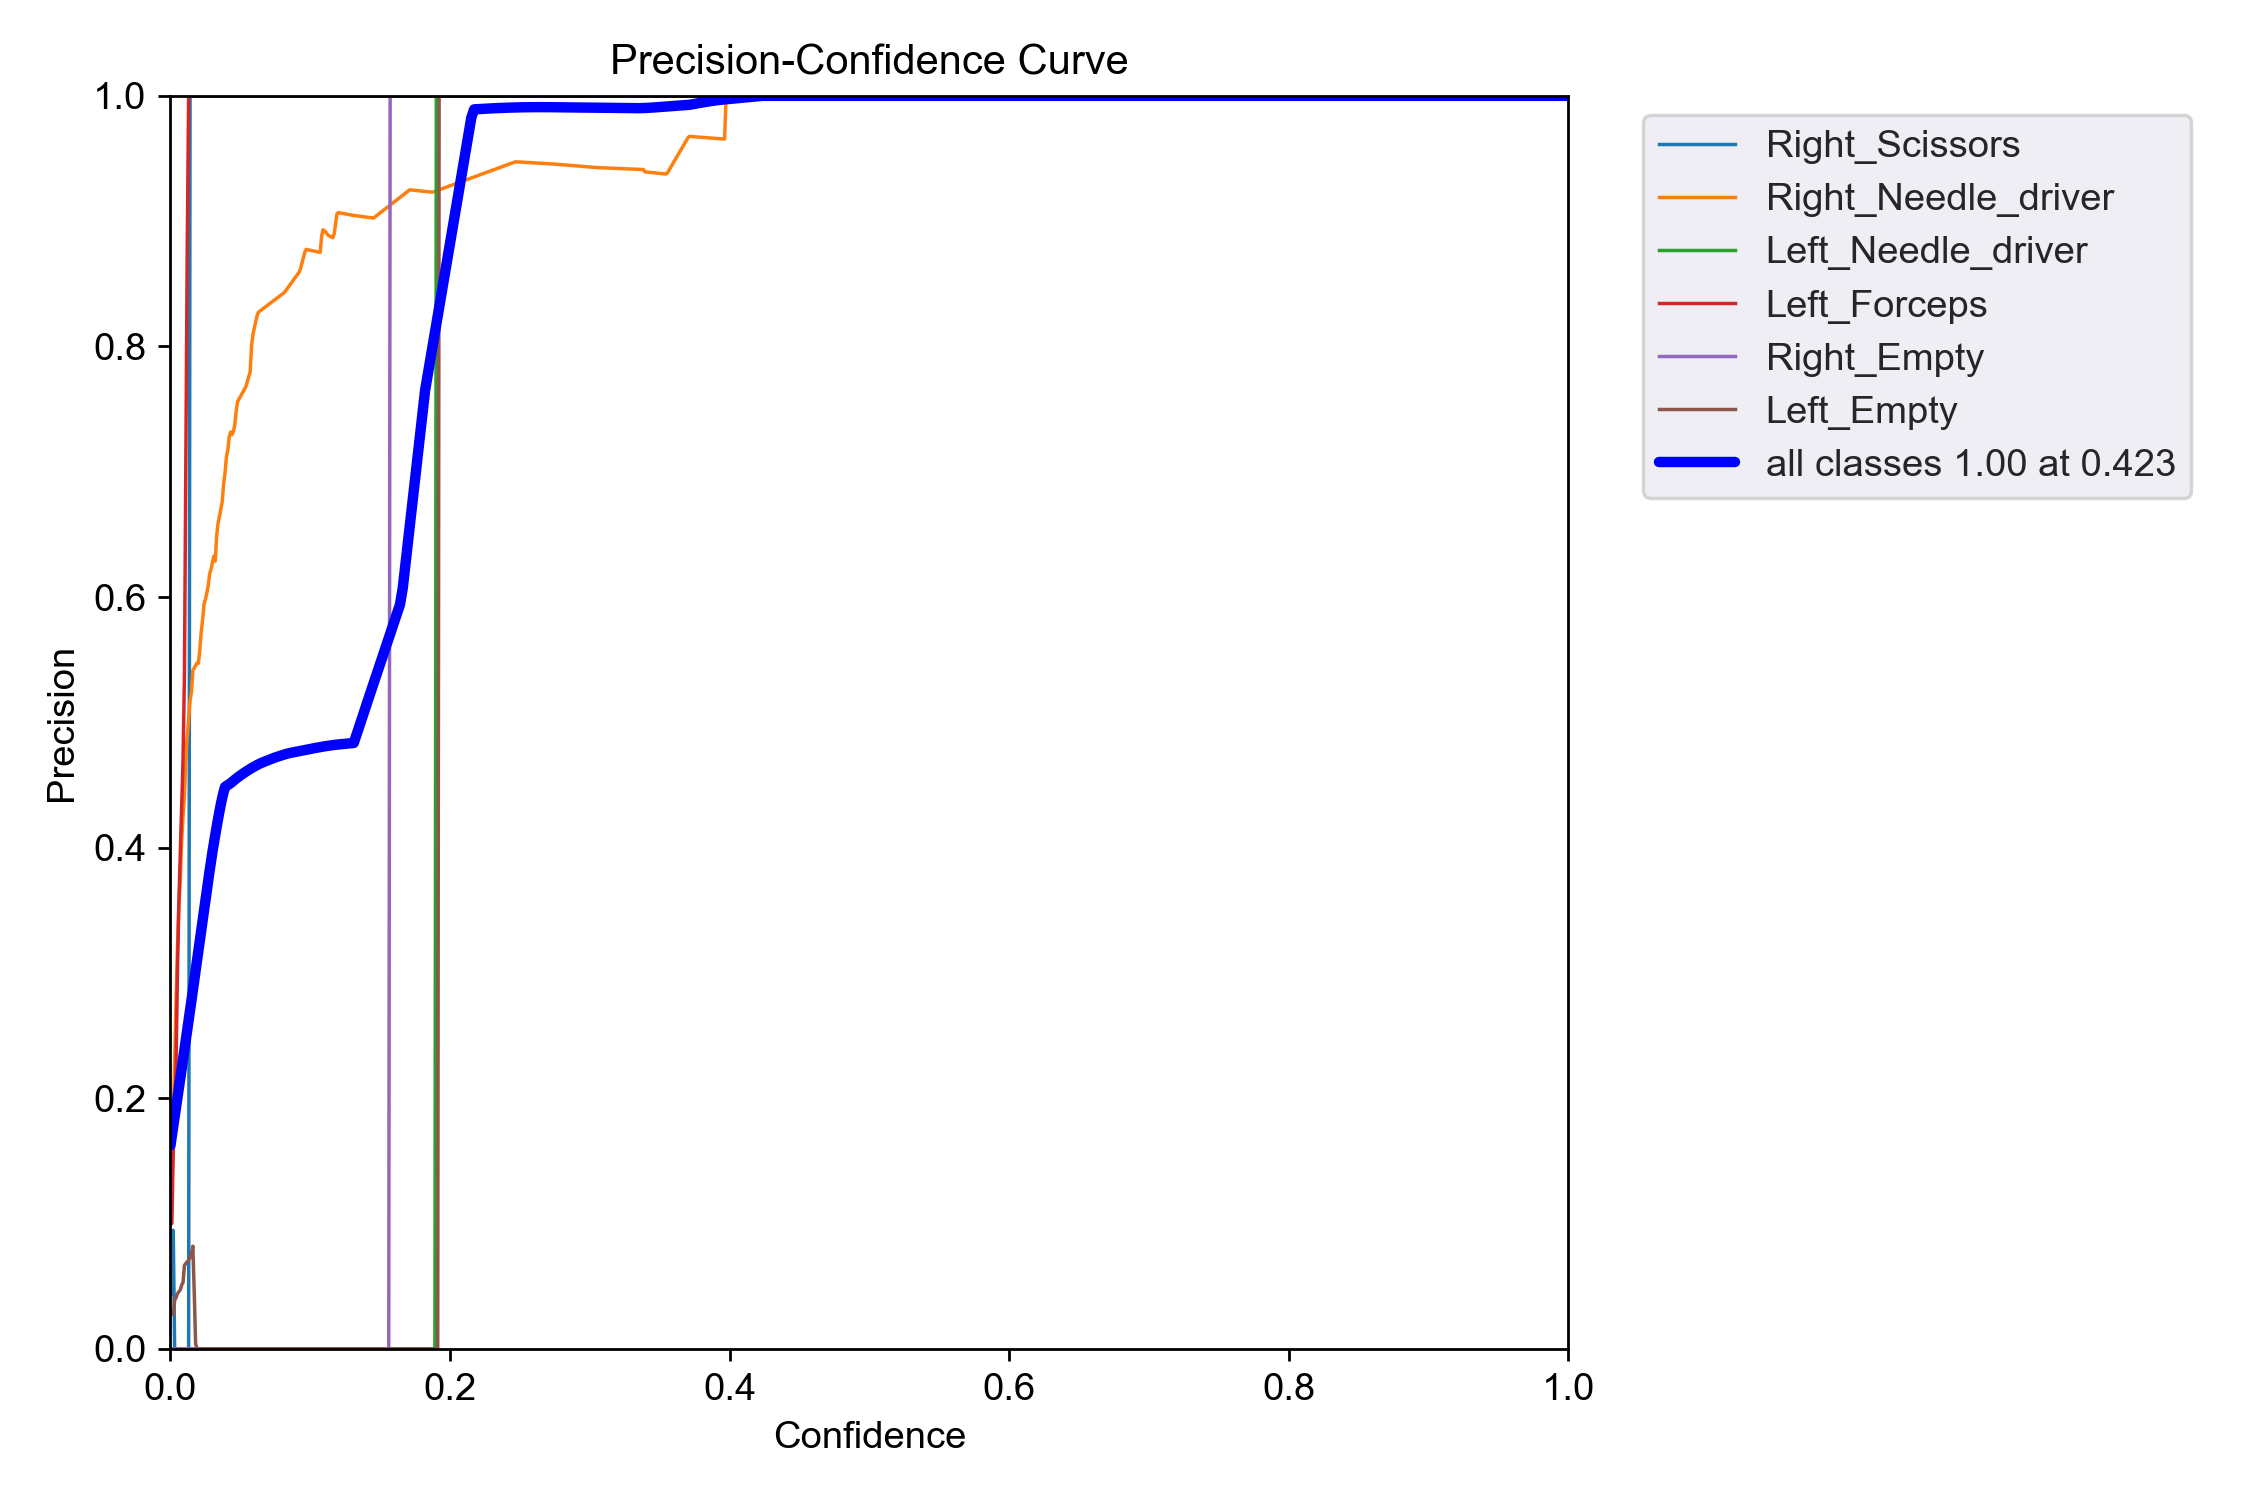 Precision-Confidence Curve
1.0
0.8
0.6
0.4
0.2
0.0
Precision
0.0 0.2 0.4 0.6 0.8 1.0
Confidence
Right_Scissors
Right_Needle_driver
Left_Needle_driver
Left_Forceps
Right_Empty
Left_Empty
all classes 1.00 at 0.423